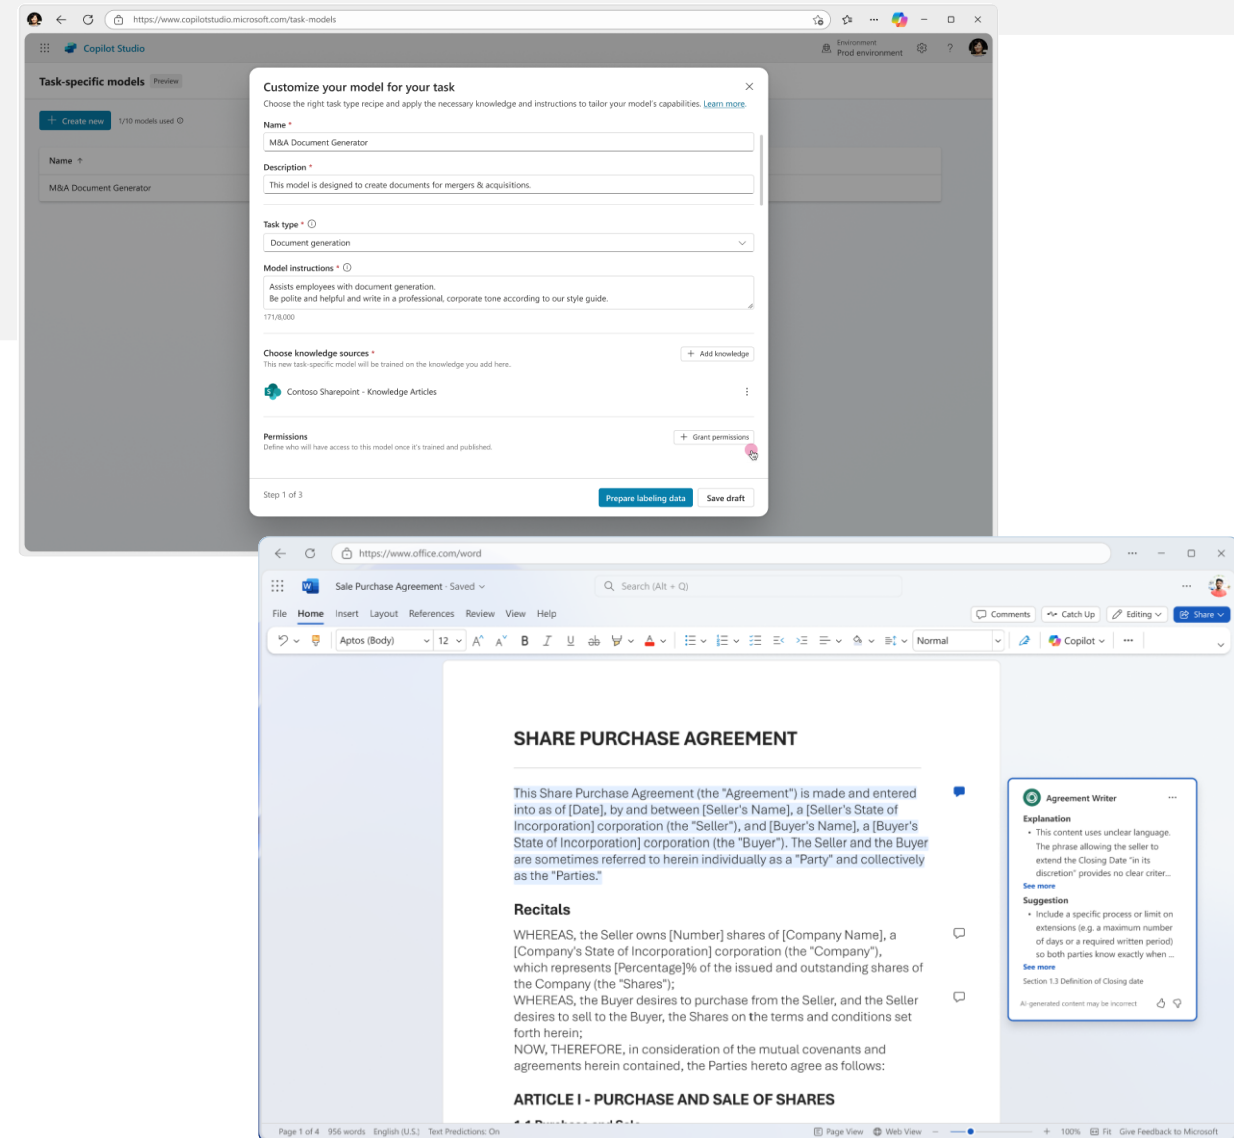 https://www.copilotstudio.microsoft.com/task-models
Copilot Studio
Environment
Prod environment
?
Task-specific models Preview
+ Create new 1/10 models used
Name ↑
M&A Document Generator
Customize your model for your task
Choose the right task type recipe and apply the necessary knowledge and instructions to tailor your model's capabilities. Learn more.
Name *
M&A Document Generator
Description *
This model is designed to create documents for mergers & acquisitions.
Task type *
Document generation
Model instructions *
Assists employees with document generation.
Be polite and helpful and write in a professional, corporate tone according to our style guide.
171/8,000
Choose knowledge sources *
+ Add knowledge
This new task-specific model will be trained on the knowledge you add here.
Contoso Sharepoint - Knowledge Articles
Permissions
+ Grant permissions
Define who will have access to this model once it's trained and published.
Step 1 of 3
Prepare labeling data
Save draft
https://www.office.com/word
Sale Purchase Agreement · Saved
Search (Alt + Q)
File Home Insert Layout References Review View Help
Comments Catch Up Editing Share
Aptos (Body) 12 Normal Copilot
SHARE PURCHASE AGREEMENT
This Share Purchase Agreement (the "Agreement") is made and entered
into as of [Date], by and between [Seller's Name], a [Seller's State of
Incorporation] corporation (the "Seller"), and [Buyer's Name], a [Buyer's
State of Incorporation] corporation (the "Buyer"). The Seller and the Buyer
are sometimes referred to herein individually as a "Party" and collectively
as the "Parties."
Recitals
WHEREAS, the Seller owns [Number] shares of [Company Name], a
[Company's State of Incorporation] corporation (the "Company"),
which represents [Percentage]% of the issued and outstanding shares of
the Company (the "Shares");
WHEREAS, the Buyer desires to purchase from the Seller, and the Seller
desires to sell to the Buyer, the Shares on the terms and conditions set
forth herein;
NOW, THEREFORE, in consideration of the mutual covenants and
agreements herein contained, the Parties hereto agree as follows:
ARTICLE I - PURCHASE AND SALE OF SHARES
1.1 Purchase and Sale
Agreement Writer
Explanation
• This content uses unclear language.
The phrase allowing the seller to
extend the Closing Date "in its
discretion" provides no clear criter...
See more
Suggestion
• Include a specific process or limit on
extensions (e.g. a maximum number
of days or a required written period)
so both parties know exactly when ...
See more
Section 1.3 Definition of Closing date
AI-generated content may be incorrect
Page 1 of 4 956 words English (U.S.) Text Predictions: On
Page View Web View 100% Fit Give Feedback to Microsoft